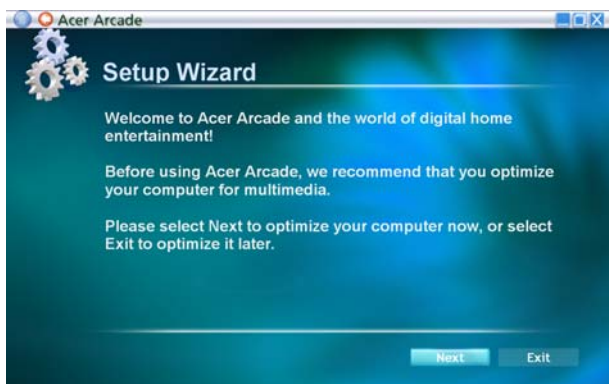 Acer Arcade
Setup Wizard
Welcome to Acer Arcade and the world of digital home
entertainment!
Before using Acer Arcade, we recommend that you optimize
your computer for multimedia.
Please select Next to optimize your computer now, or select
Exit to optimize it later.
Next Exit